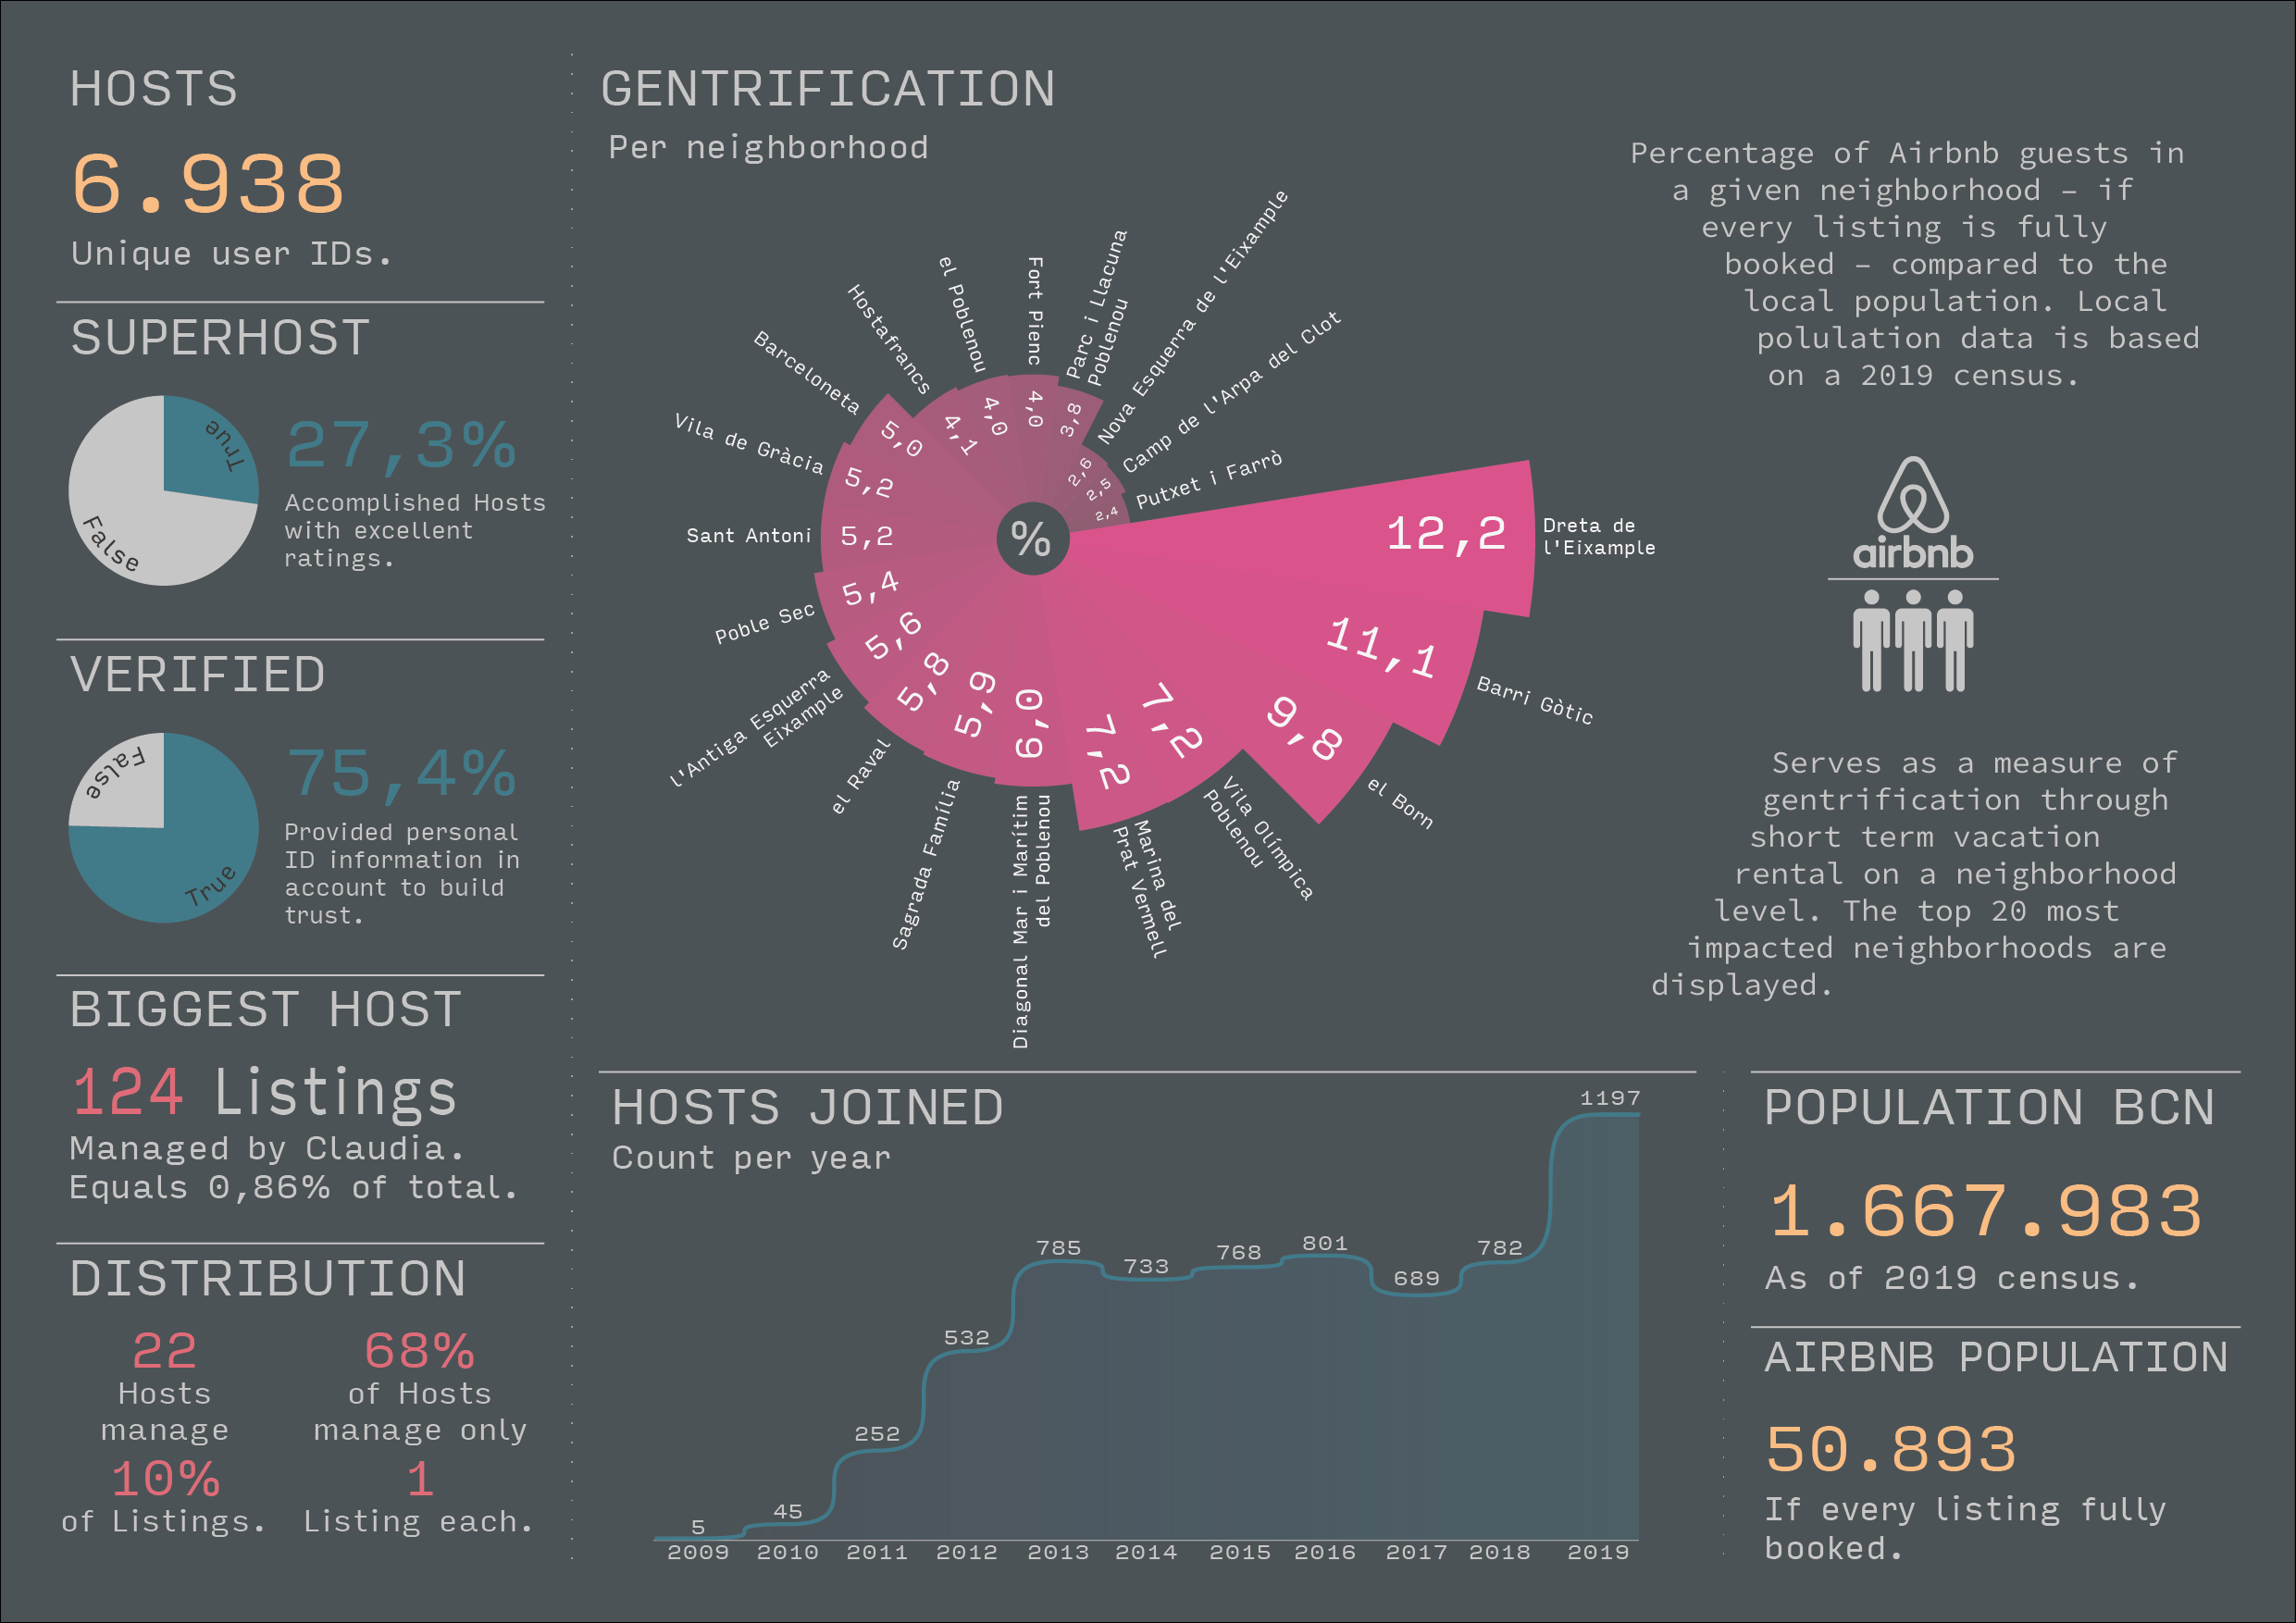 HOSTS
6.938
Unique user IDs.
SUPERHOST
True
False
27,3%
Accomplished Hosts
with excellent
ratings.
VERIFIED
False
True
75,4%
Provided personal
ID information in
account to build
trust.
BIGGEST HOST
124 Listings
Managed by Claudia.
Equals 0,86% of total.
DISTRIBUTION
22
Hosts
manage
10%
of Listings.
68%
of Hosts
manage only
1
Listing each.
GENTRIFICATION
Per neighborhood
%
12,2
Dreta de
l'Eixample
11,1
Barri Gòtic
9,8
el Born
7,2
Vila Olímpica
Poblenou
7,2
Marina del
Prat Vermell
6,0
Diagonal Mar i Marítim
del Poblenou
5,9
Sagrada Família
5,8
el Raval
5,6
l'Antiga Esquerra
Eixample
5,4
Poble Sec
5,2
Sant Antoni
5,2
Vila de Gràcia
5,0
Barceloneta
4,1
Hostafrancs
4,0
el Poblenou
4,0
Fort Pienc
3,8
Parc i Llacuna
Poblenou
2,6
Nova Esquerra de l'Eixample
2,5
Camp de l'Arpa del Clot
2,4
Putxet i Farrò
Percentage of Airbnb guests in
a given neighborhood – if
every listing is fully
booked – compared to the
local population. Local
polulation data is based
on a 2019 census.
airbnb
Serves as a measure of
gentrification through
short term vacation
rental on a neighborhood
level. The top 20 most
impacted neighborhoods are
displayed.
HOSTS JOINED
Count per year
5
45
252
532
785
733
768
801
689
782
1197
2009 2010 2011 2012 2013 2014 2015 2016 2017 2018 2019
POPULATION BCN
1.667.983
As of 2019 census.
AIRBNB POPULATION
50.893
If every listing fully
booked.